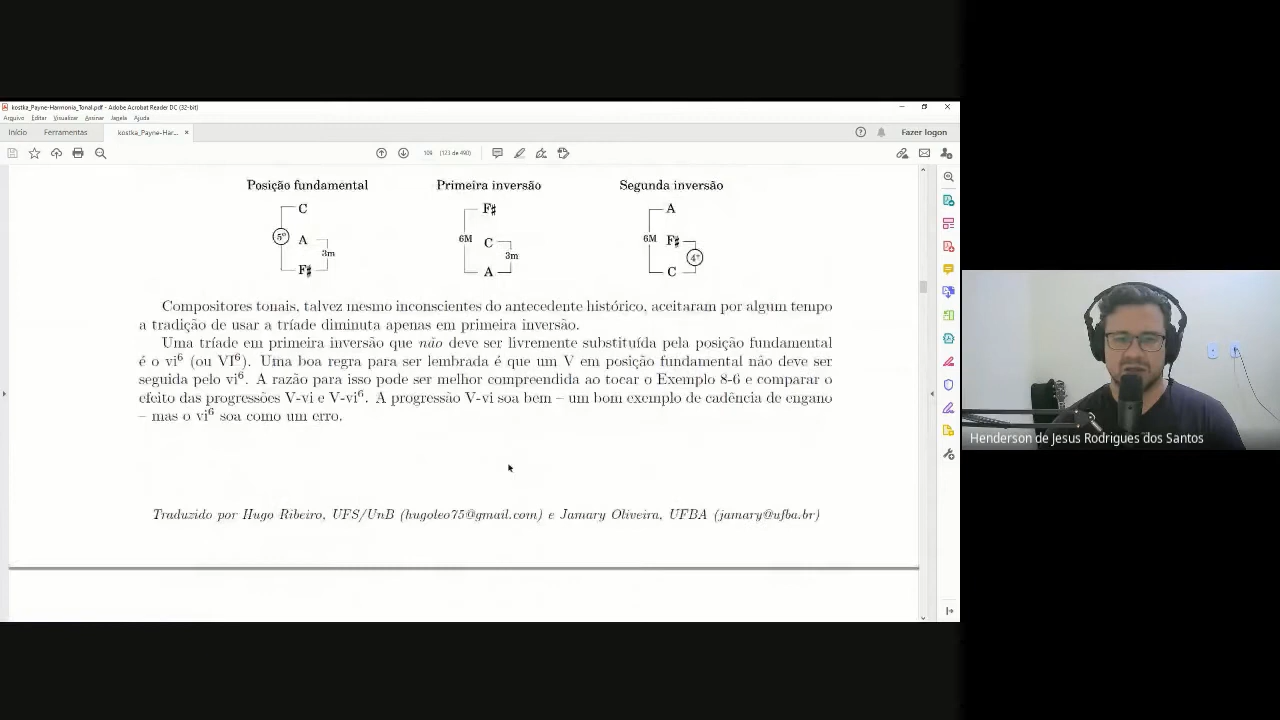 kostka_Payne-Harmonia_Tonal.pdf - Adobe Acrobat Reader DC (32-bit)
Arquivo Editar Visualizar Assinar Janela Ajuda
Início Ferramentas kostka_Payne-Har... × Fazer logon
109 (123 de 490)
Posição fundamental Primeira inversão Segunda inversão
C F♯ A
5º A 3m 6M C 3m 6M F♯ 4ª
F♯ A C
Compositores tonais, talvez mesmo inconscientes do antecedente histórico, aceitaram por algum tempo
a tradição de usar a tríade diminuta apenas em primeira inversão.
Uma tríade em primeira inversão que não deve ser livremente substituída pela posição fundamental
é o vi⁶ (ou VI⁶). Uma boa regra para ser lembrada é que um V em posição fundamental não deve ser
seguida pelo vi⁶. A razão para isso pode ser melhor compreendida ao tocar o Exemplo 8-6 e comparar o
efeito das progressões V-vi e V-vi⁶. A progressão V-vi soa bem – um bom exemplo de cadência de engano
– mas o vi⁶ soa como um erro.
Traduzido por Hugo Ribeiro, UFS/UnB (hugoleo75@gmail.com) e Jamary Oliveira, UFBA (jamary@ufba.br)
Henderson de Jesus Rodrigues dos Santos